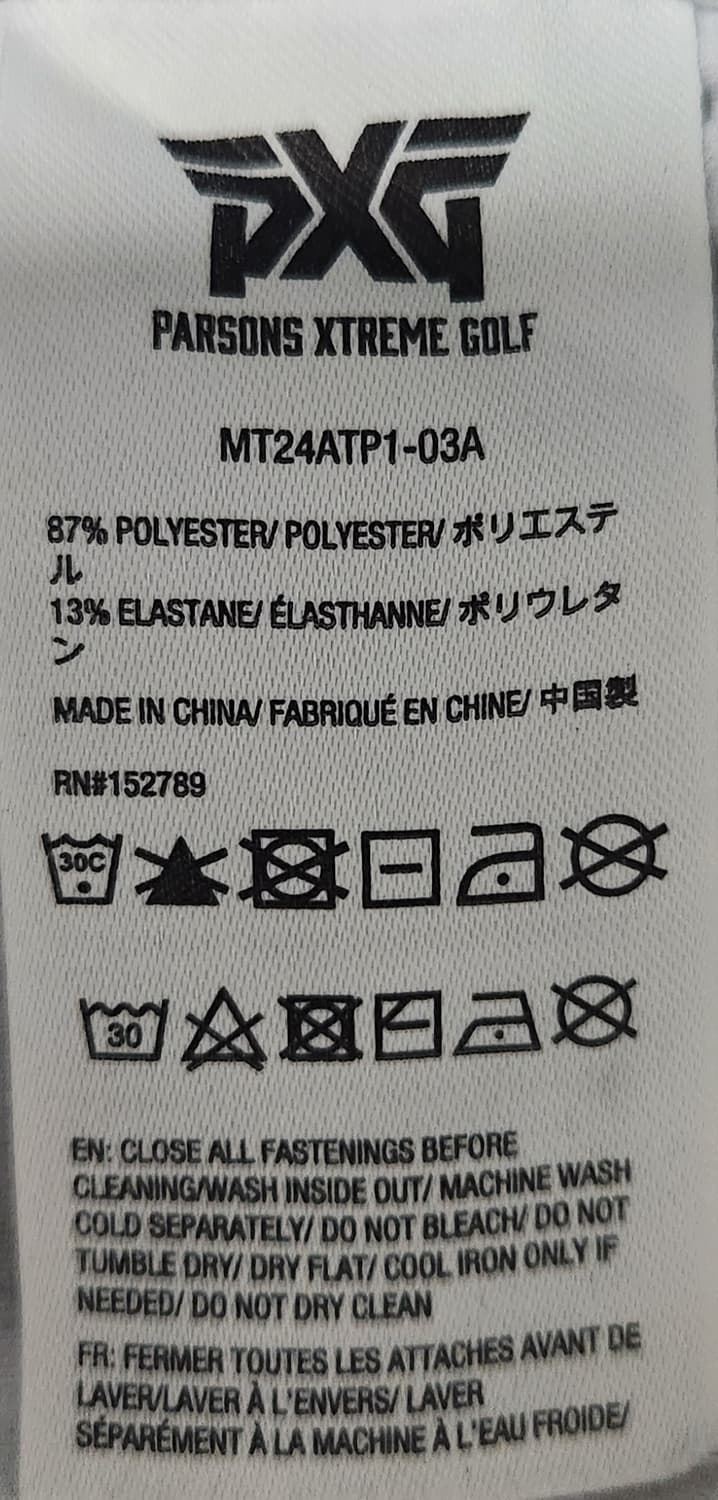 PXG
PARSONS XTREME GOLF
MT24ATP1-03A
87% POLYESTER/ POLYESTER/ ポリエステ
ル
13% ELASTANE/ ÉLASTHANNE/ ポリウレタ
ン
MADE IN CHINA/ FABRIQUÉ EN CHINE/ 中国製
RN#152789
30C
30
EN: CLOSE ALL FASTENINGS BEFORE
CLEANING/WASH INSIDE OUT/ MACHINE WASH
COLD SEPARATELY/ DO NOT BLEACH/ DO NOT
TUMBLE DRY/ DRY FLAT/ COOL IRON ONLY IF
NEEDED/ DO NOT DRY CLEAN
FR: FERMER TOUTES LES ATTACHES AVANT DE
LAVER/LAVER À L'ENVERS/ LAVER
SÉPARÉMENT À LA MACHINE À L'EAU FROIDE/